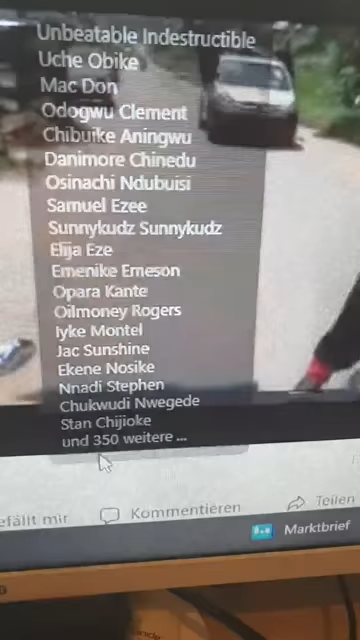 Unbeatable Indestructible
Uche Obike
Mac Don
Odogwu Clement
Chibuike Aningwu
Danimore Chinedu
Osinachi Ndubuisi
Samuel Ezee
Sunnykudz Sunnykudz
Elija Eze
Emenike Emeson
Opara Kante
Oilmoney Rogers
Iyke Montel
Jac Sunshine
Ekene Nosike
Nnadi Stephen
Chukwudi Nwegede
Stan Chijioke
und 350 weitere ...
efällt mir Kommentieren Teilen
Marktbrief